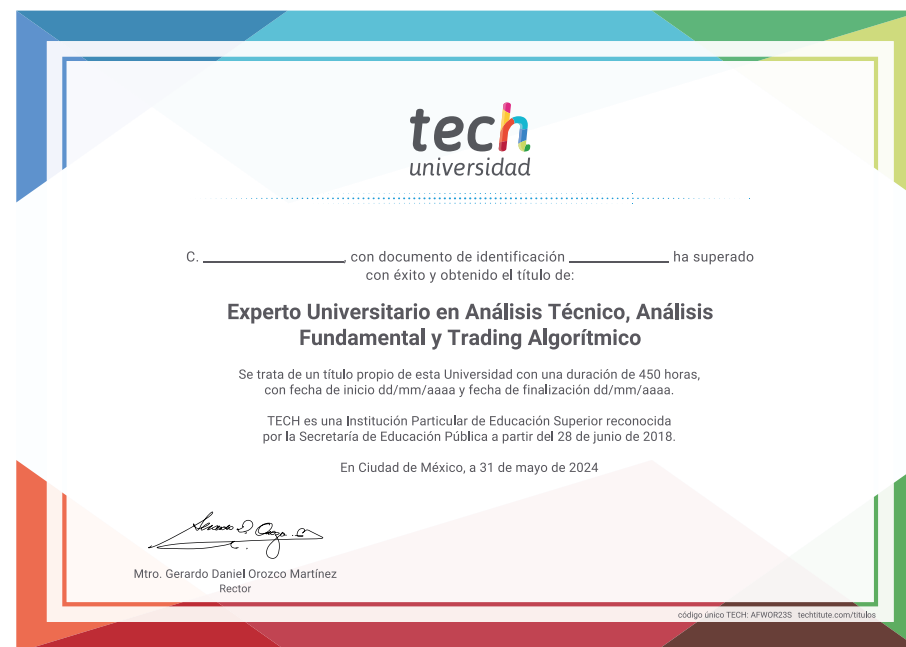 tech
universidad
C. ____________, con documento de identificación ____________ ha superado
con éxito y obtenido el título de:
Experto Universitario en Análisis Técnico, Análisis
Fundamental y Trading Algorítmico
Se trata de un título propio de esta Universidad con una duración de 450 horas,
con fecha de inicio dd/mm/aaaa y fecha de finalización dd/mm/aaaa.
TECH es una Institución Particular de Educación Superior reconocida
por la Secretaría de Educación Pública a partir del 28 de junio de 2018.
En Ciudad de México, a 31 de mayo de 2024
Mtro. Gerardo Daniel Orozco Martínez
Rector
código único TECH: AFWOR23S techtitute.com/titulos